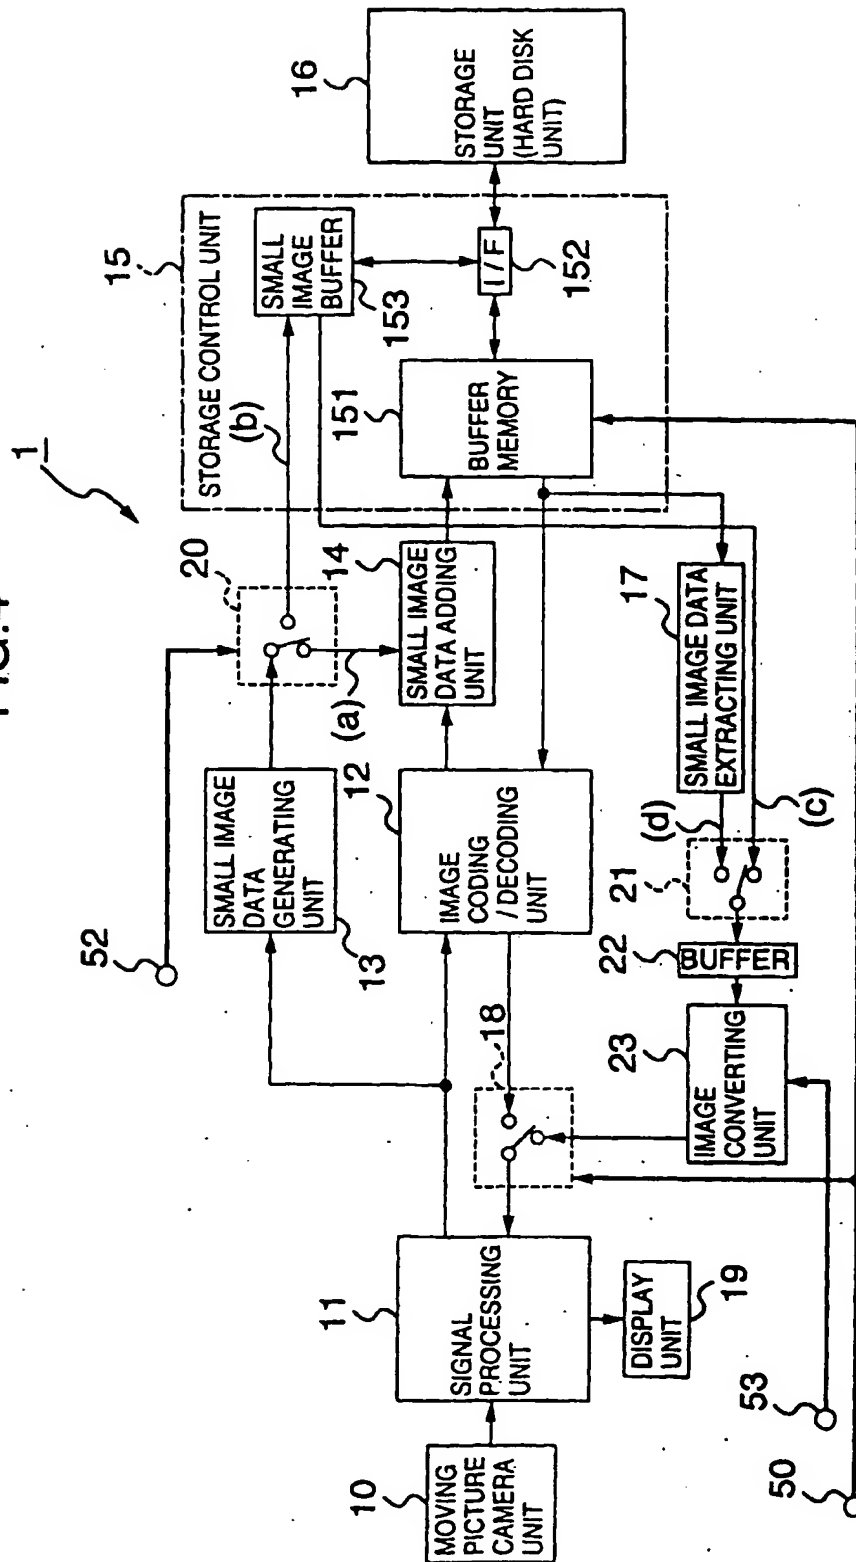 FIG.4
1
10
MOVING
PICTURE
CAMERA
UNIT
11
SIGNAL
PROCESSING
UNIT
DISPLAY
UNIT
19
52
SMALL IMAGE
DATA
GENERATING
UNIT
13
12
IMAGE
CODING
/ DECODING
UNIT
18
20
(a)
(b)
14
SMALL IMAGE
DATA ADDING
UNIT
15
STORAGE CONTROL UNIT
SMALL
IMAGE
BUFFER
153
151
BUFFER
MEMORY
I / F
152
16
STORAGE
UNIT
(HARD DISK
UNIT)
17
SMALL IMAGE DATA
EXTRACTING UNIT
(d)
(c)
21
22
BUFFER
23
IMAGE
CONVERTING
UNIT
53
50